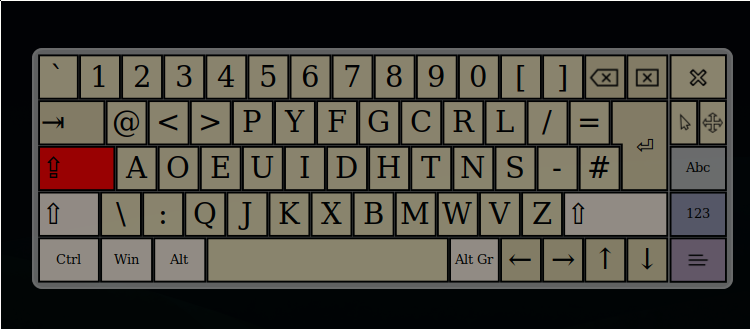 ` 1 2 3 4 5 6 7 8 9 0 [ ]
@ < > P Y F G C R L / =
A O E U I D H T N S - # Abc
\ : Q J K X B M W V Z 123
Ctrl Win Alt Alt Gr ← → ↑ ↓